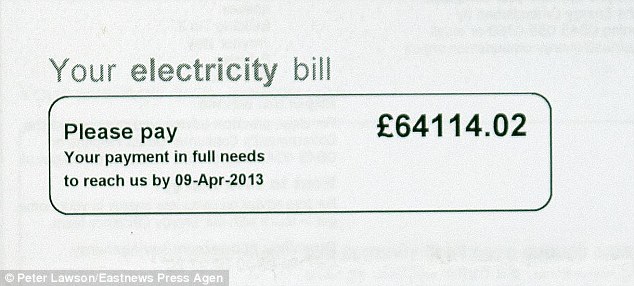 Your electricity bill
Please pay £64114.02
Your payment in full needs
to reach us by 09-Apr-2013
© Peter Lawson/Eastnews Press Agen